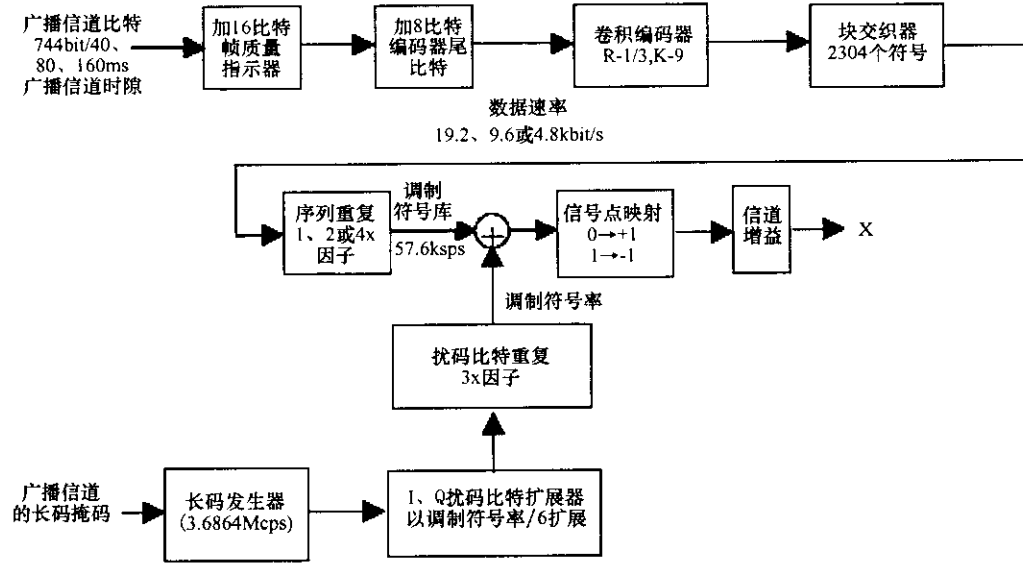 广播信道比特
744bit/40、
80、160ms
广播信道时隙
加16比特
帧质量
指示器
加8比特
编码器尾
比特
卷积编码器
R-1/3,K-9
块交织器
2304个符号
数据速率
19.2、9.6或4.8kbit/s
序列重复
1、2或4x
因子
调制
符号库
57.6ksps
信号点映射
0→+1
1→-1
信道
增益
X
调制符号率
扰码比特重复
3x因子
广播信道
的长码掩码
长码发生器
(3.6864Mcps)
I、Q扰码比特扩展器
以调制符号率/6扩展